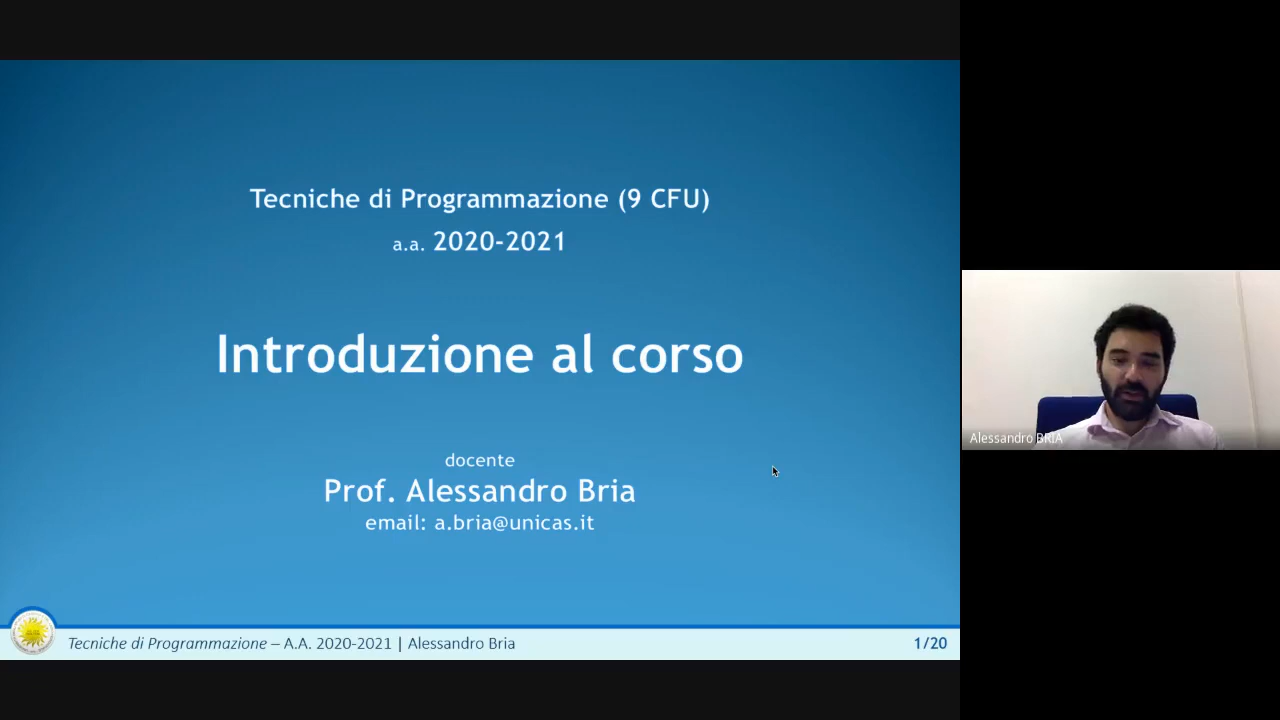 Tecniche di Programmazione (9 CFU)
a.a. 2020-2021
Introduzione al corso
docente
Prof. Alessandro Bria
email: a.bria@unicas.it
Tecniche di Programmazione – A.A. 2020-2021 | Alessandro Bria
1/20
Alessandro BRIA